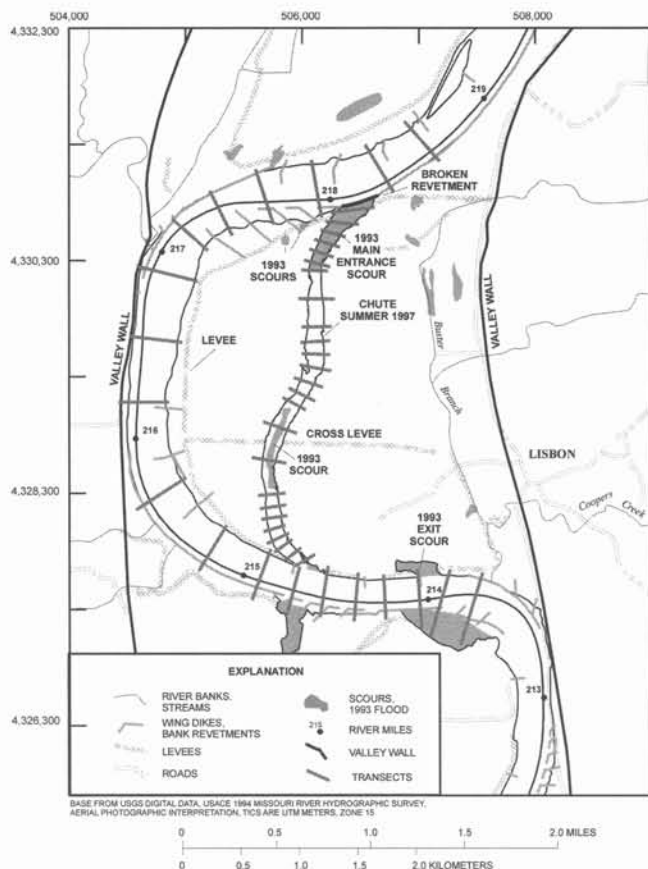 504,000 506,000 508,000
4,332,300
219
BROKEN
REVETMENT
218
1993
MAIN
ENTRANCE
SCOUR
217
4,330,300
1993
SCOURS
CHUTE
SUMMER 1997
VALLEY WALL
VALLEY WALL
LEVEE
Buster
Branch
216
CROSS LEVEE
LISBON
1993
SCOUR
4,328,300
Coopers
Creek
1993
EXIT
SCOUR
215
214
213
4,326,300
EXPLANATION
RIVER BANKS,
STREAMS
WING DIKES,
BANK REVETMENTS
LEVEES
ROADS
SCOURS,
1993 FLOOD
215
RIVER MILES
VALLEY WALL
TRANSECTS
BASE FROM USGS DIGITAL DATA, USACE 1994 MISSOURI RIVER HYDROGRAPHIC SURVEY,
AERIAL PHOTOGRAPHIC INTERPRETATION, TICS ARE UTM METERS, ZONE 15
0 0.5 1.0 1.5 2.0 MILES
0 0.5 1.0 1.5 2.0 KILOMETERS